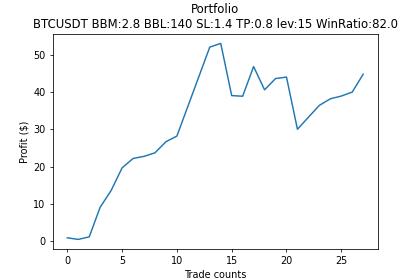 Portfolio
BTCUSDT BBM:2.8 BBL:140 SL:1.4 TP:0.8 lev:15 WinRatio:82.0
50
40
30
20
10
0
Profit ($)
0 5 10 15 20 25
Trade counts